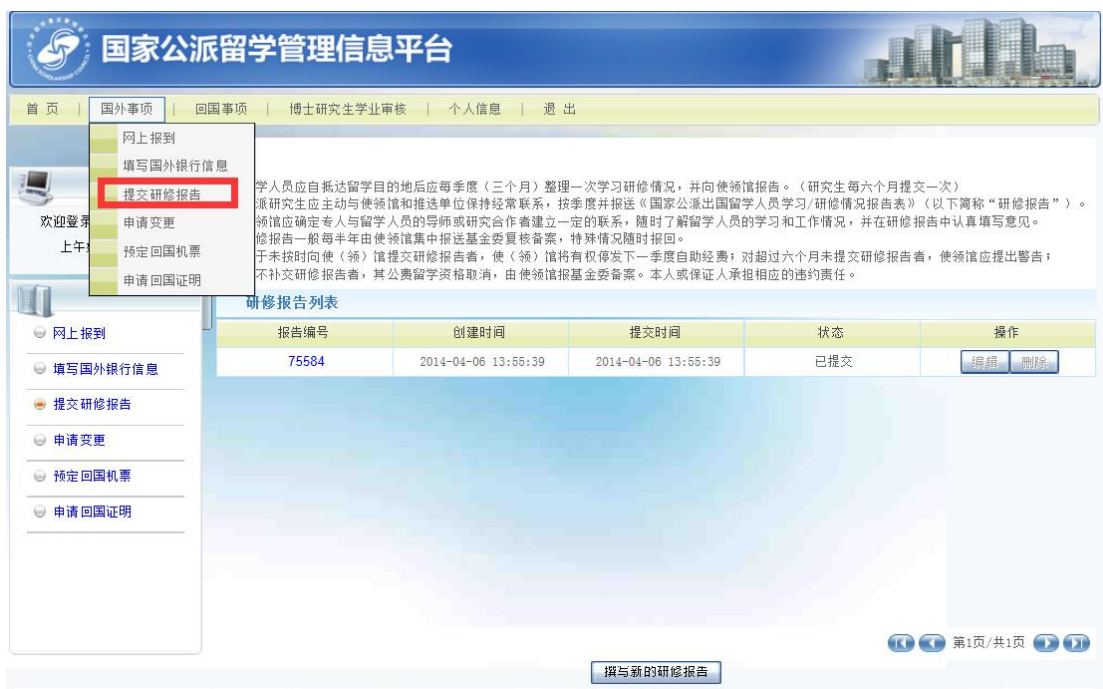 国家公派留学管理信息平台
首 页 | 国外事项 | 回国事项 | 博士研究生学业审核 | 个人信息 | 退 出
网上报到
填写国外银行信息
提交研修报告
申请变更
预定回国机票
申请回国证明
欢迎登录
上午
学人员应自抵达留学目的地后应每季度（三个月）整理一次学习研修情况，并向使领馆报告。（研究生每六个月提交一次）
派研究生应主动与使领馆和推选单位保持经常联系，按季度并报送《国家公派出国留学人员学习/研修情况报告表》（以下简称“研修报告”）。
领馆应确定专人与留学人员的导师或研究合作者建立一定的联系，随时了解留学人员的学习和工作情况，并在研修报告中认真填写意见。
修报告一般每半年由使领馆集中报送基金委复核备案，特殊情况随时报回。
于未按时向使（领）馆提交研修报告者，使（领）馆将有权停发下一季度自助经费；对超过六个月未提交研修报告者，使领馆应提出警告；
不补交研修报告者，其公费留学资格取消，由使领馆报基金委备案。本人或保证人承担相应的违约责任。
研修报告列表
报告编号 创建时间 提交时间 状态 操作
75584 2014-04-06 13:55:39 2014-04-06 13:55:39 已提交 编辑 删除
网上报到
填写国外银行信息
提交研修报告
申请变更
预定回国机票
申请回国证明
第1页/共1页
撰写新的研修报告